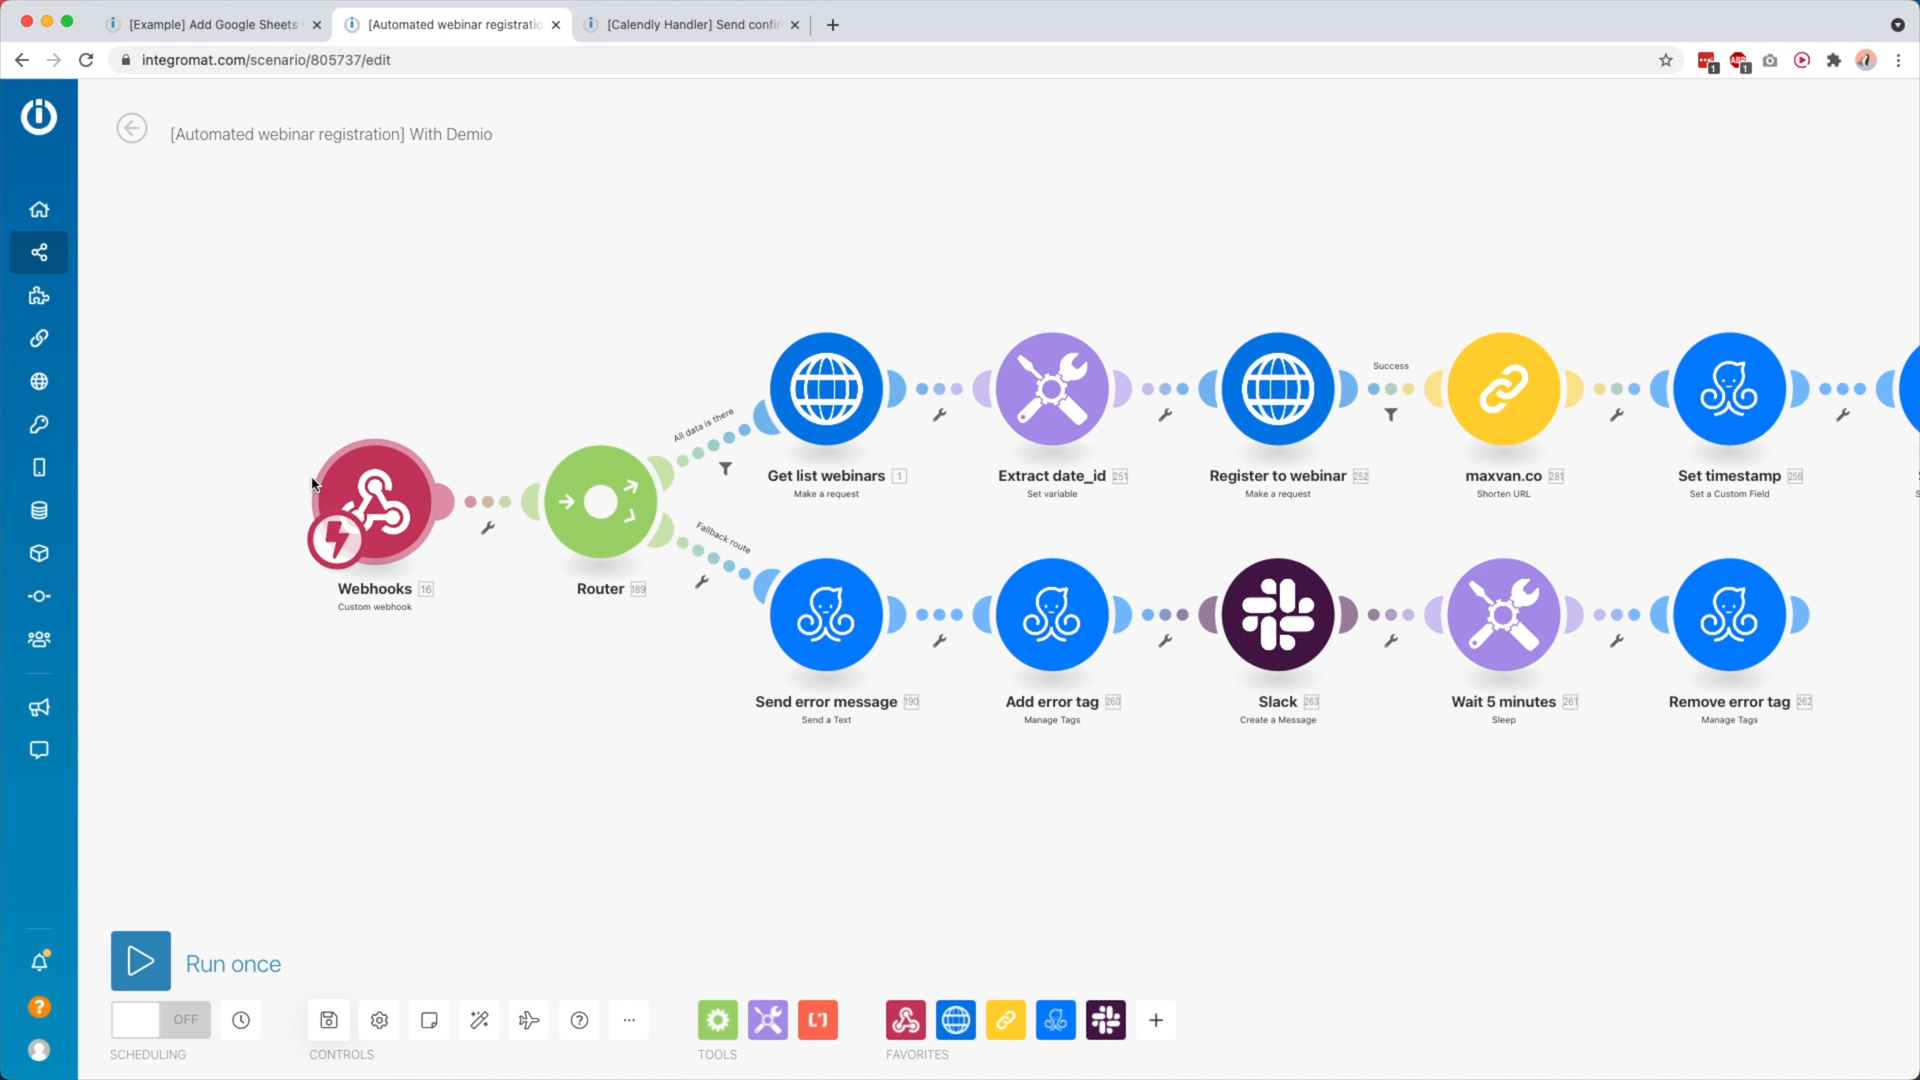 [Example] Add Google Sheets
[Automated webinar registratio
[Calendly Handler] Send confir
integromat.com/scenario/805737/edit
1
ABP
1
[Automated webinar registration] With Demio
Success
All data is there
Get list webinars 1
Make a request
Extract date_id 251
Set variable
Register to webinar 252
Make a request
maxvan.co 281
Shorten URL
Set timestamp 256
Set a Custom Field
S
Fallback route
Webhooks 16
Custom webhook
Router 189
Send error message 190
Send a Text
Add error tag 260
Manage Tags
Slack 263
Create a Message
Wait 5 minutes 261
Sleep
Remove error tag 262
Manage Tags
Run once
OFF
SCHEDULING
CONTROLS
TOOLS
FAVORITES